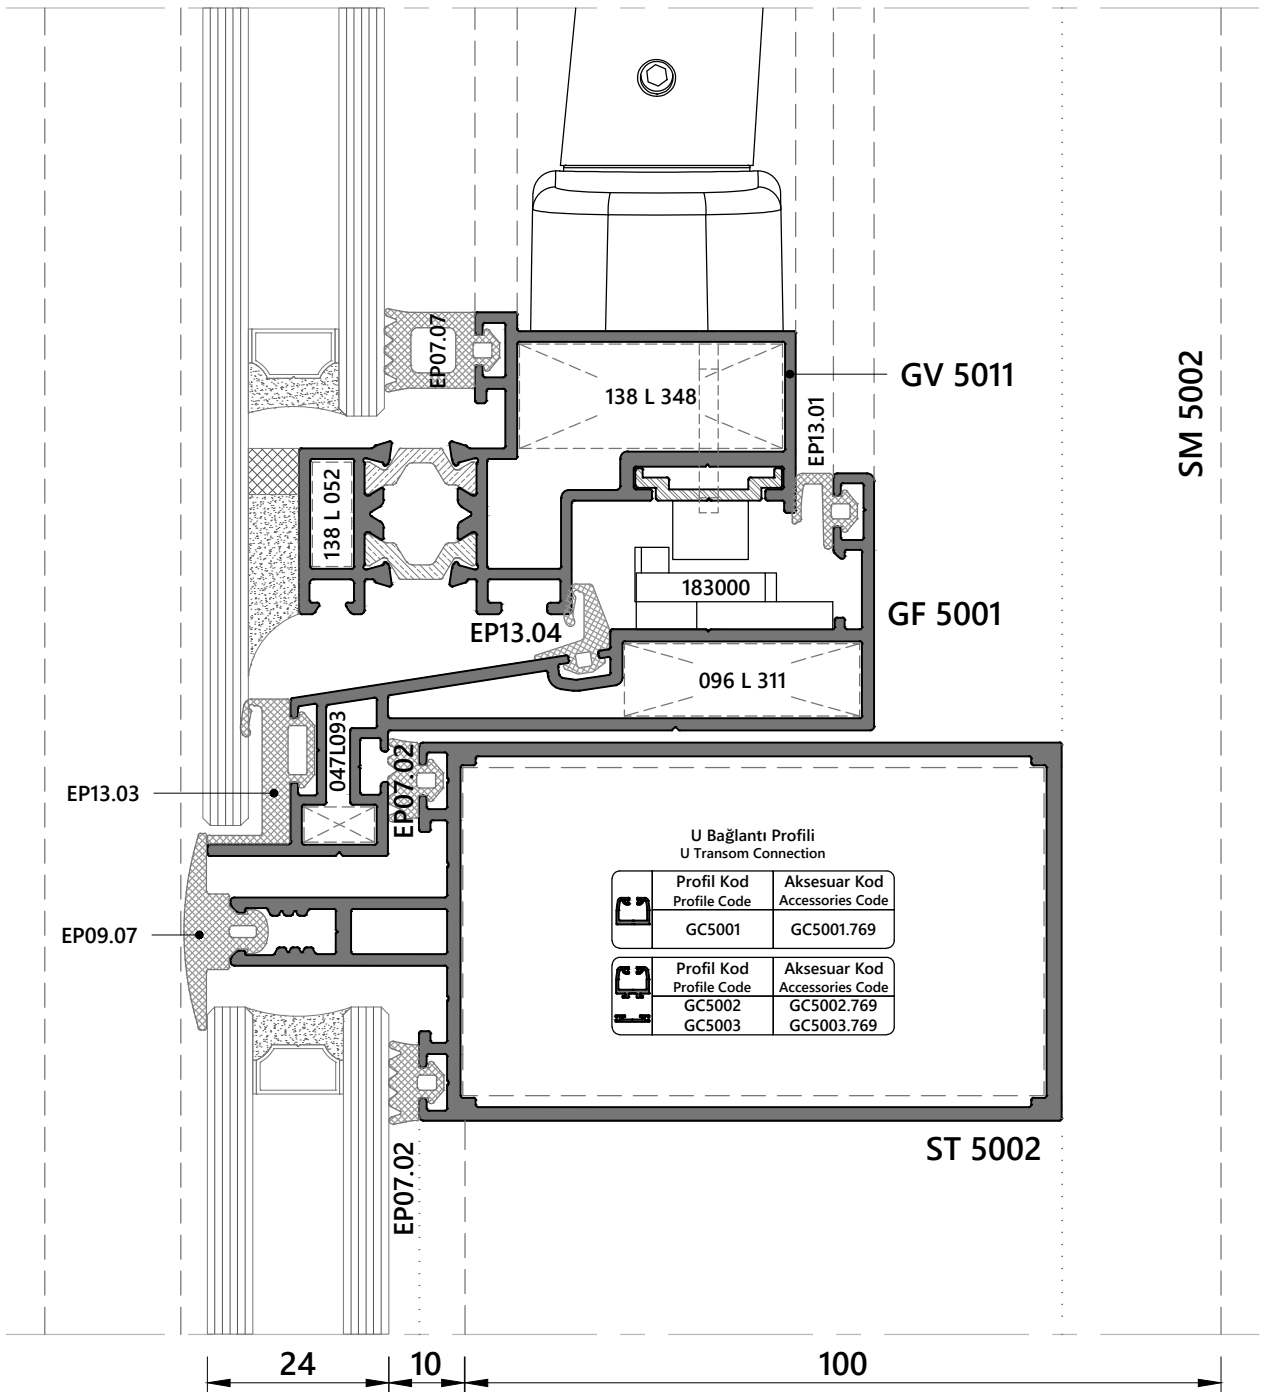 EP07.07
138 L 348
GV 5011
EP13.01
SM 5002
138 L 052
183000
EP13.04
GF 5001
096 L 311
047L093
EP07.02
EP13.03
U Bağlantı Profili
U Transom Connection
Profil Kod Aksesuar Kod
Profile Code Accessories Code
GC5001 GC5001.769
EP09.07
Profil Kod Aksesuar Kod
Profile Code Accessories Code
GC5002 GC5002.769
GC5003 GC5003.769
ST 5002
EP07.02
24 10 100